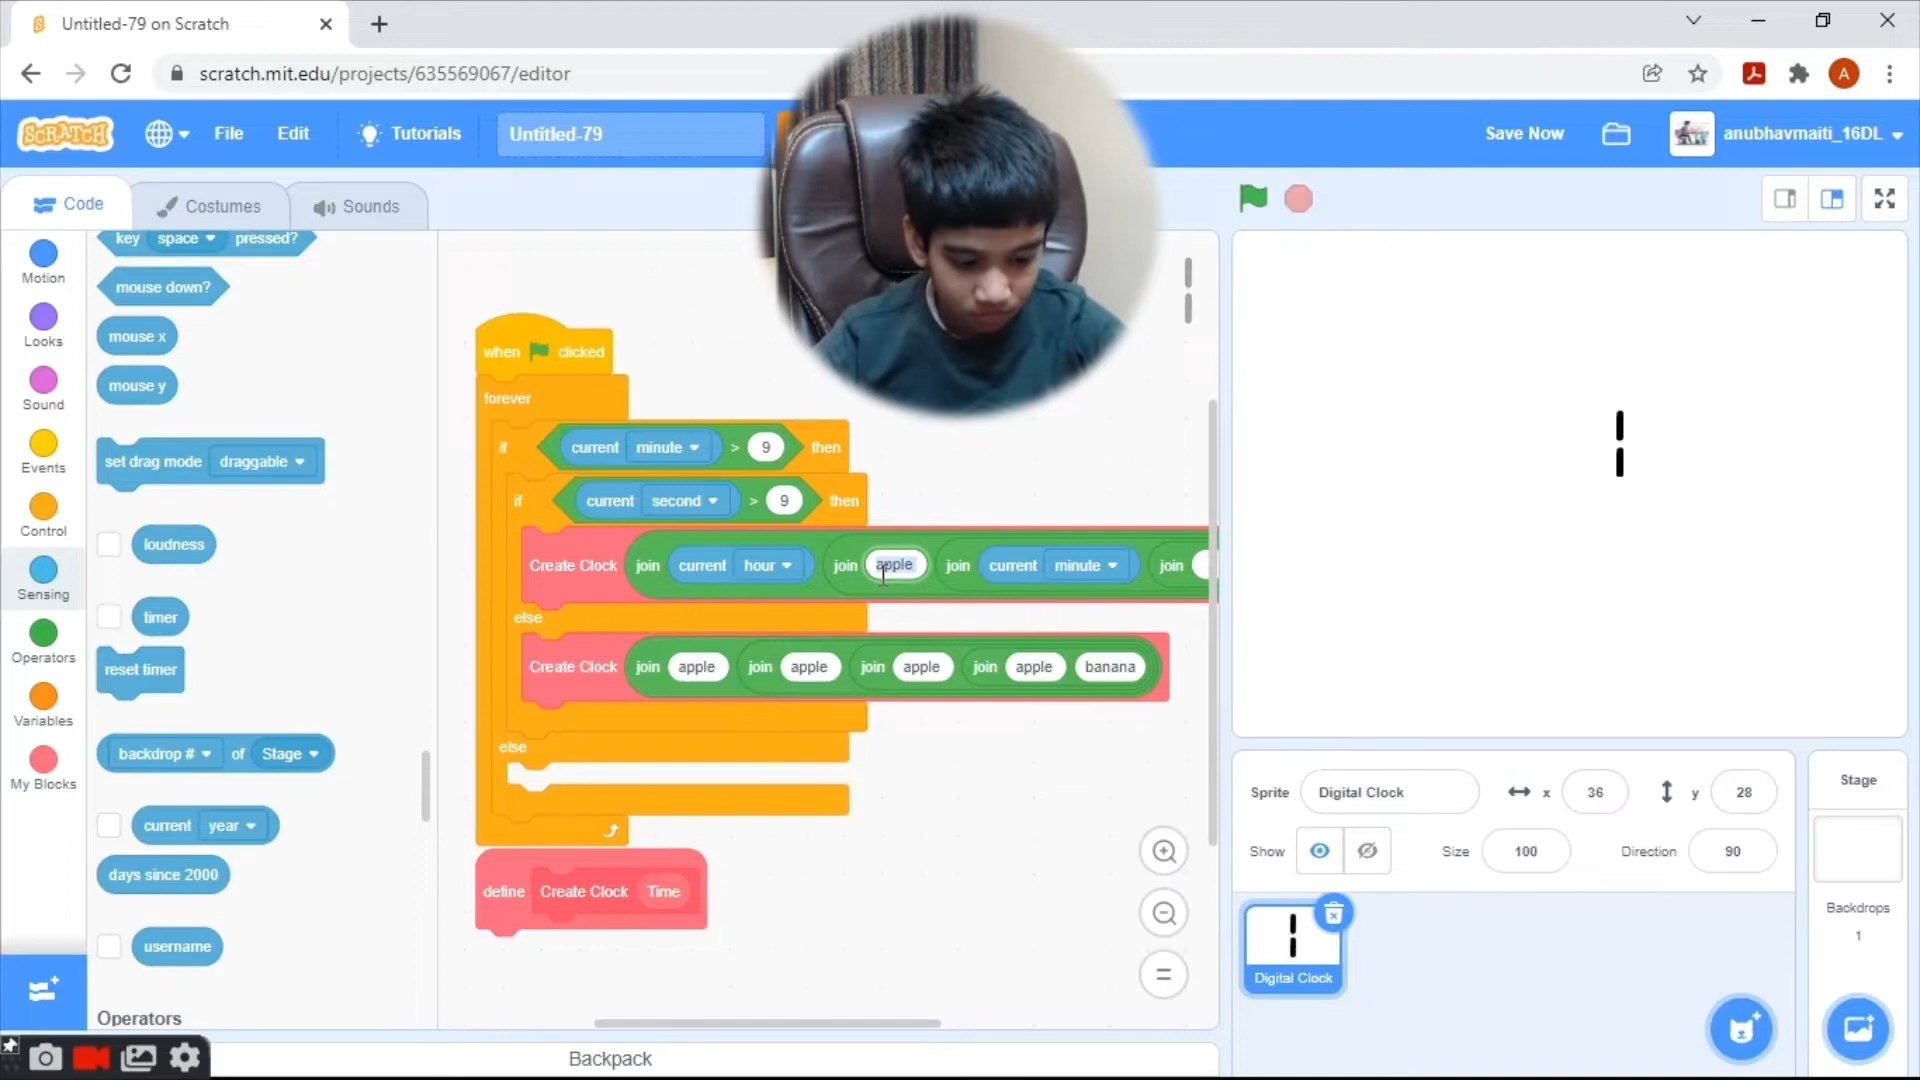 Untitled-79 on Scratch
scratch.mit.edu/projects/635569067/editor
A
SCRATCH
File
Edit
Tutorials
Untitled-79
Save Now
anubhavmaiti_16DL
Code
Costumes
Sounds
Motion
Looks
Sound
Events
Control
Sensing
Operators
Variables
My Blocks
key space pressed?
mouse down?
mouse x
mouse y
set drag mode draggable
loudness
timer
reset timer
backdrop # of Stage
current year
days since 2000
username
Operators
when clicked
forever
if current minute > 9 then
if current second > 9 then
Create Clock join current hour join apple join current minute join
else
Create Clock join apple join apple join apple join apple banana
else
define Create Clock Time
Backpack
Sprite Digital Clock x 36 y 28
Show Size 100 Direction 90
Digital Clock
Stage
Backdrops
1